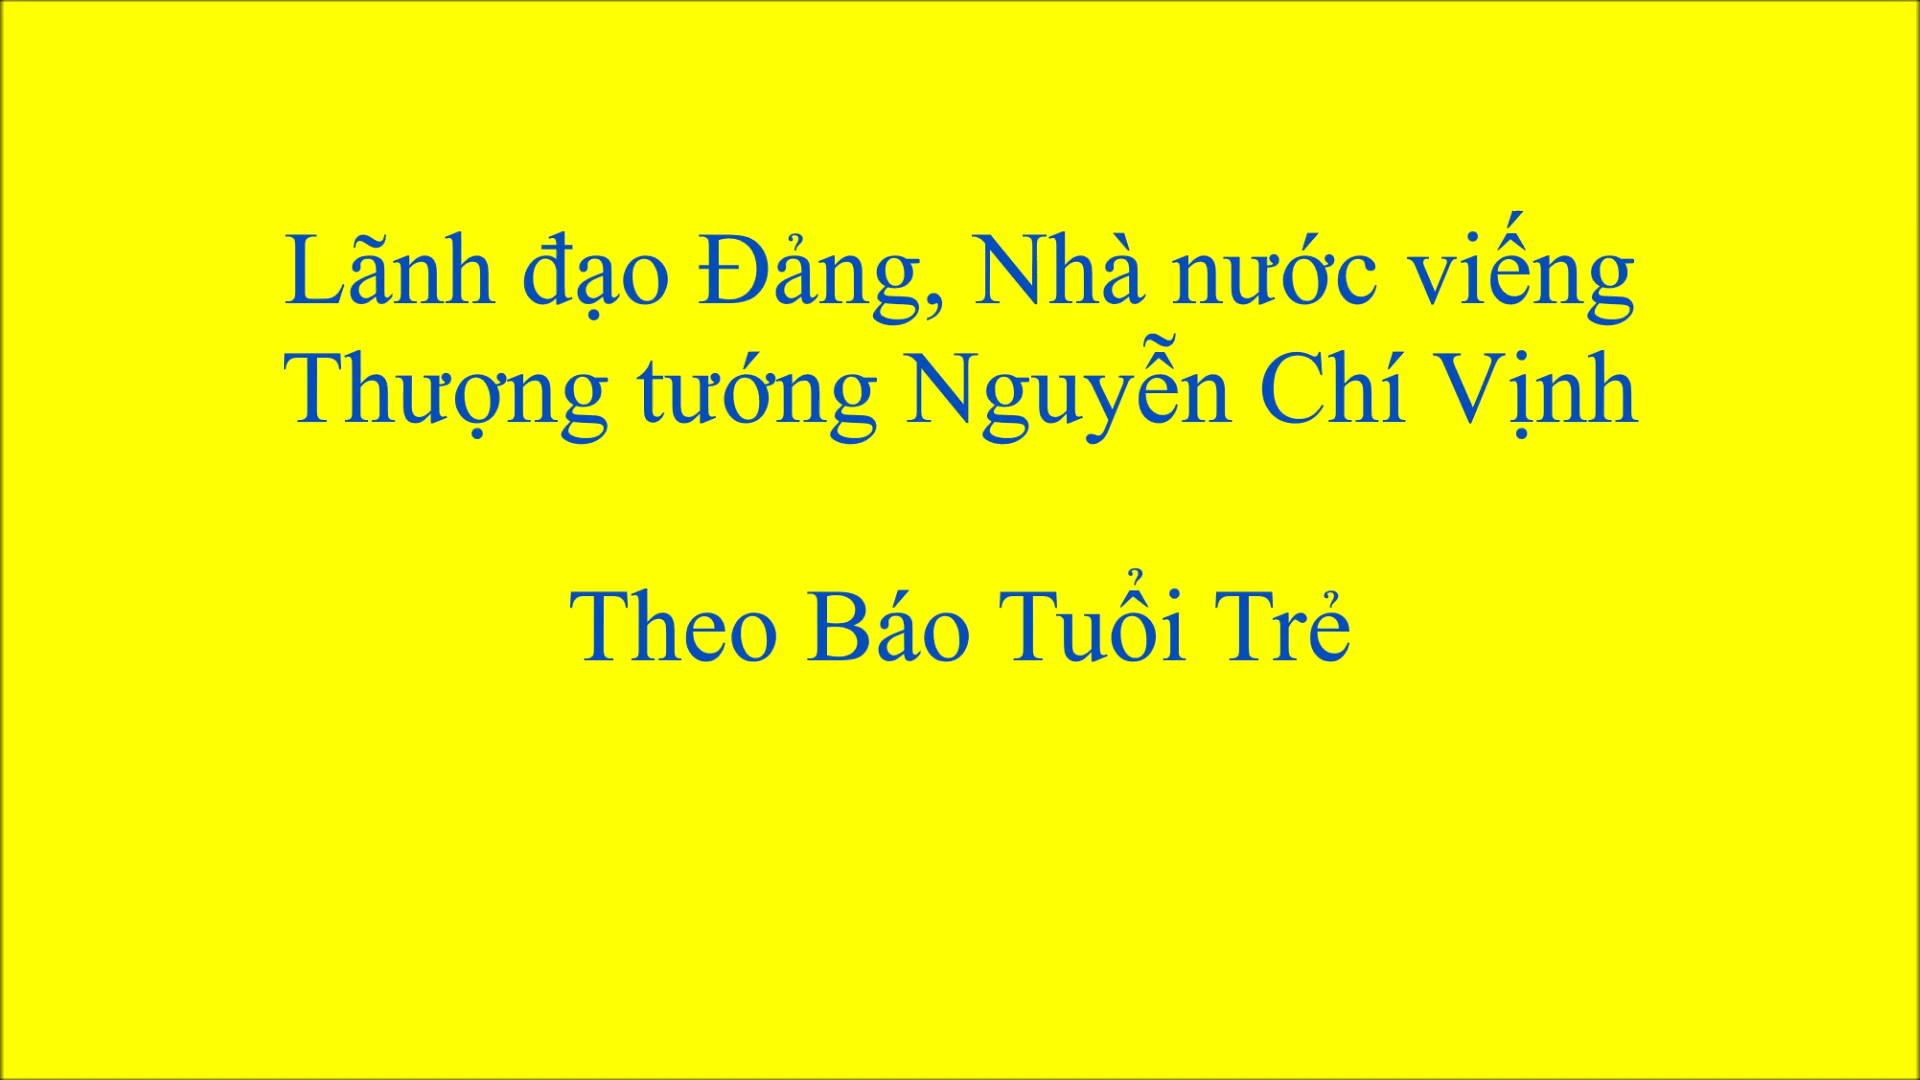 Lãnh đạo Đảng, Nhà nước viếng
Thượng tướng Nguyễn Chí Vịnh
Theo Báo Tuổi Trẻ